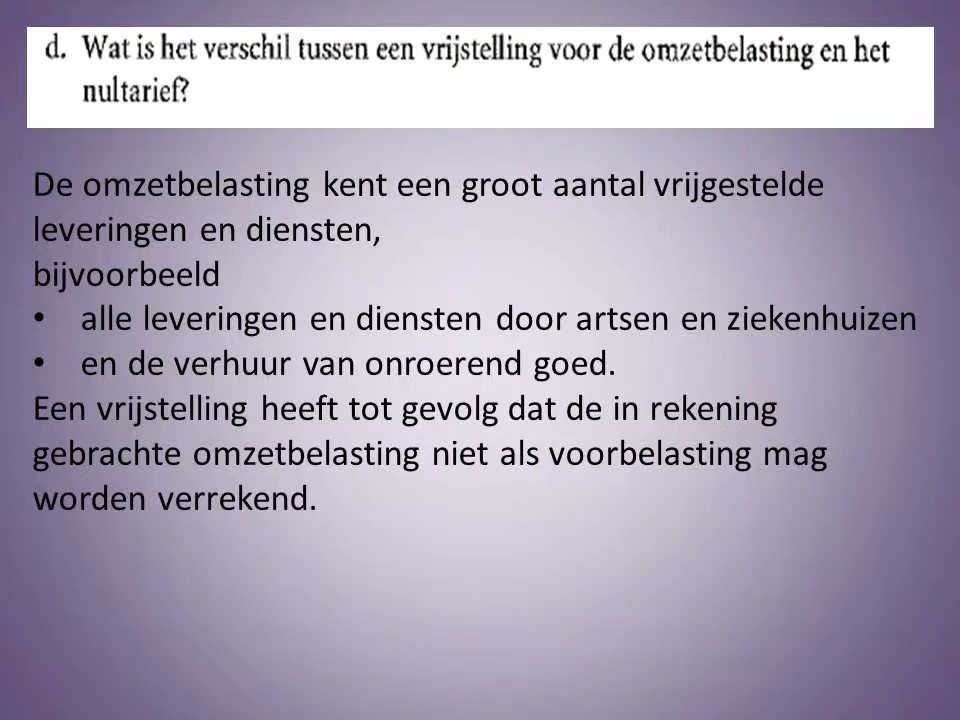 d. Wat is het verschil tussen een vrijstelling voor de omzetbelasting en het
nultarief?
De omzetbelasting kent een groot aantal vrijgestelde
leveringen en diensten,
bijvoorbeeld
• alle leveringen en diensten door artsen en ziekenhuizen
• en de verhuur van onroerend goed.
Een vrijstelling heeft tot gevolg dat de in rekening
gebrachte omzetbelasting niet als voorbelasting mag
worden verrekend.